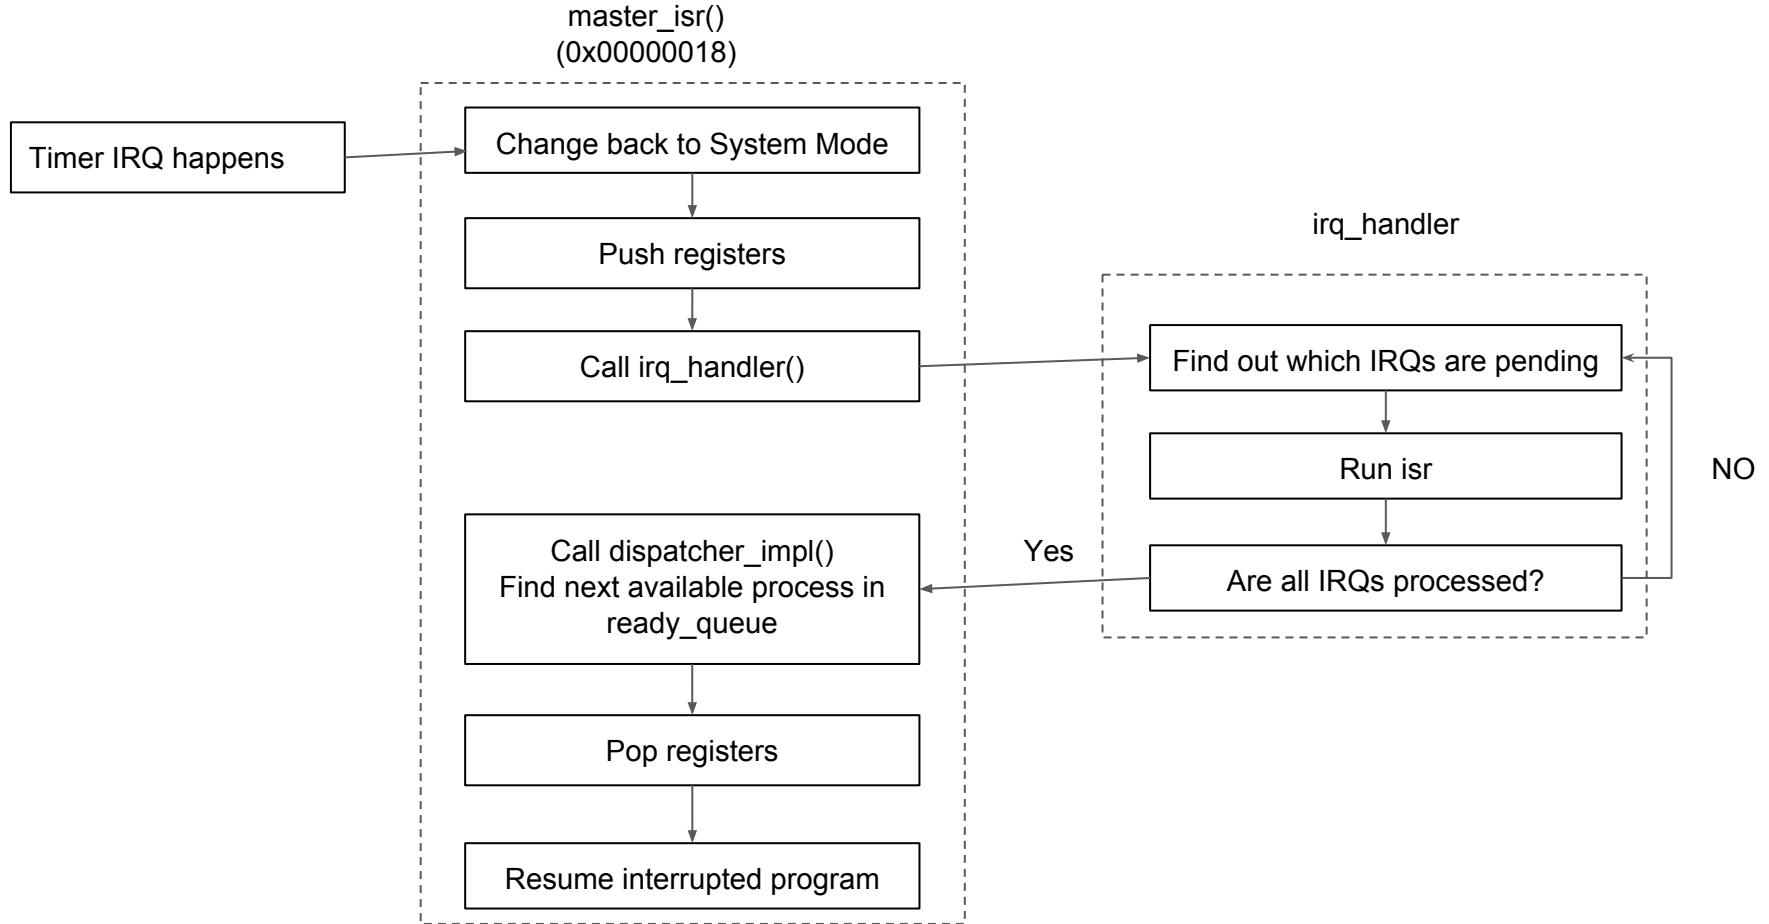 master_isr()
(0x00000018)
Timer IRQ happens
Change back to System Mode
Push registers
Call irq_handler()
irq_handler
Find out which IRQs are pending
Run isr
NO
Are all IRQs processed?
Yes
Call dispatcher_impl()
Find next available process in
ready_queue
Pop registers
Resume interrupted program